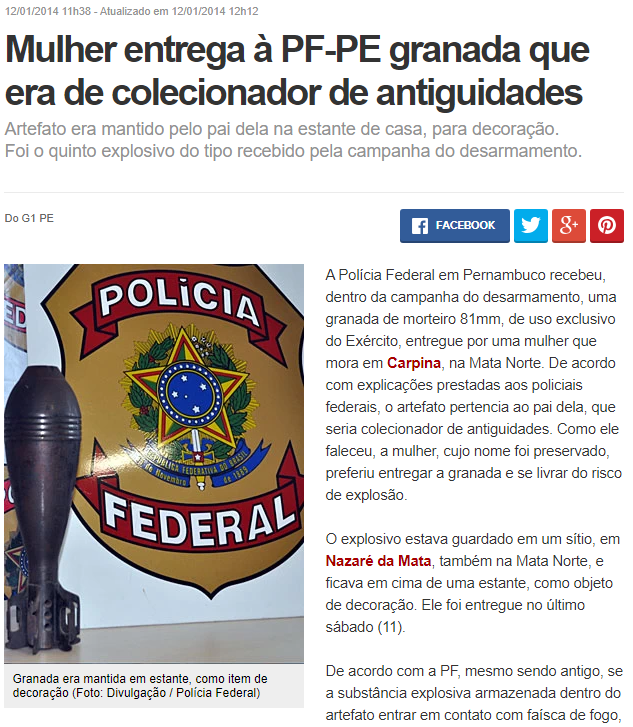 12/01/2014 11h38 - Atualizado em 12/01/2014 12h12
Mulher entrega à PF-PE granada que
era de colecionador de antiguidades
Artefato era mantido pelo pai dela na estante de casa, para decoração.
Foi o quinto explosivo do tipo recebido pela campanha do desarmamento.
Do G1 PE
FACEBOOK
POLíCIA
REPÚBLICA FEDERATIVA DO BRASIL
15 de Novembro de 1889
FEDERAL
Granada era mantida em estante, como item de
decoração (Foto: Divulgação / Polícia Federal)
A Polícia Federal em Pernambuco recebeu,
dentro da campanha do desarmamento, uma
granada de morteiro 81mm, de uso exclusivo
do Exército, entregue por uma mulher que
mora em Carpina, na Mata Norte. De acordo
com explicações prestadas aos policiais
federais, o artefato pertencia ao pai dela, que
seria colecionador de antiguidades. Como ele
faleceu, a mulher, cujo nome foi preservado,
preferiu entregar a granada e se livrar do risco
de explosão.
O explosivo estava guardado em um sítio, em
Nazaré da Mata, também na Mata Norte, e
ficava em cima de uma estante, como objeto
de decoração. Ele foi entregue no último
sábado (11).
De acordo com a PF, mesmo sendo antigo, se
a substância explosiva armazenada dentro do
artefato entrar em contato com faísca de fogo,